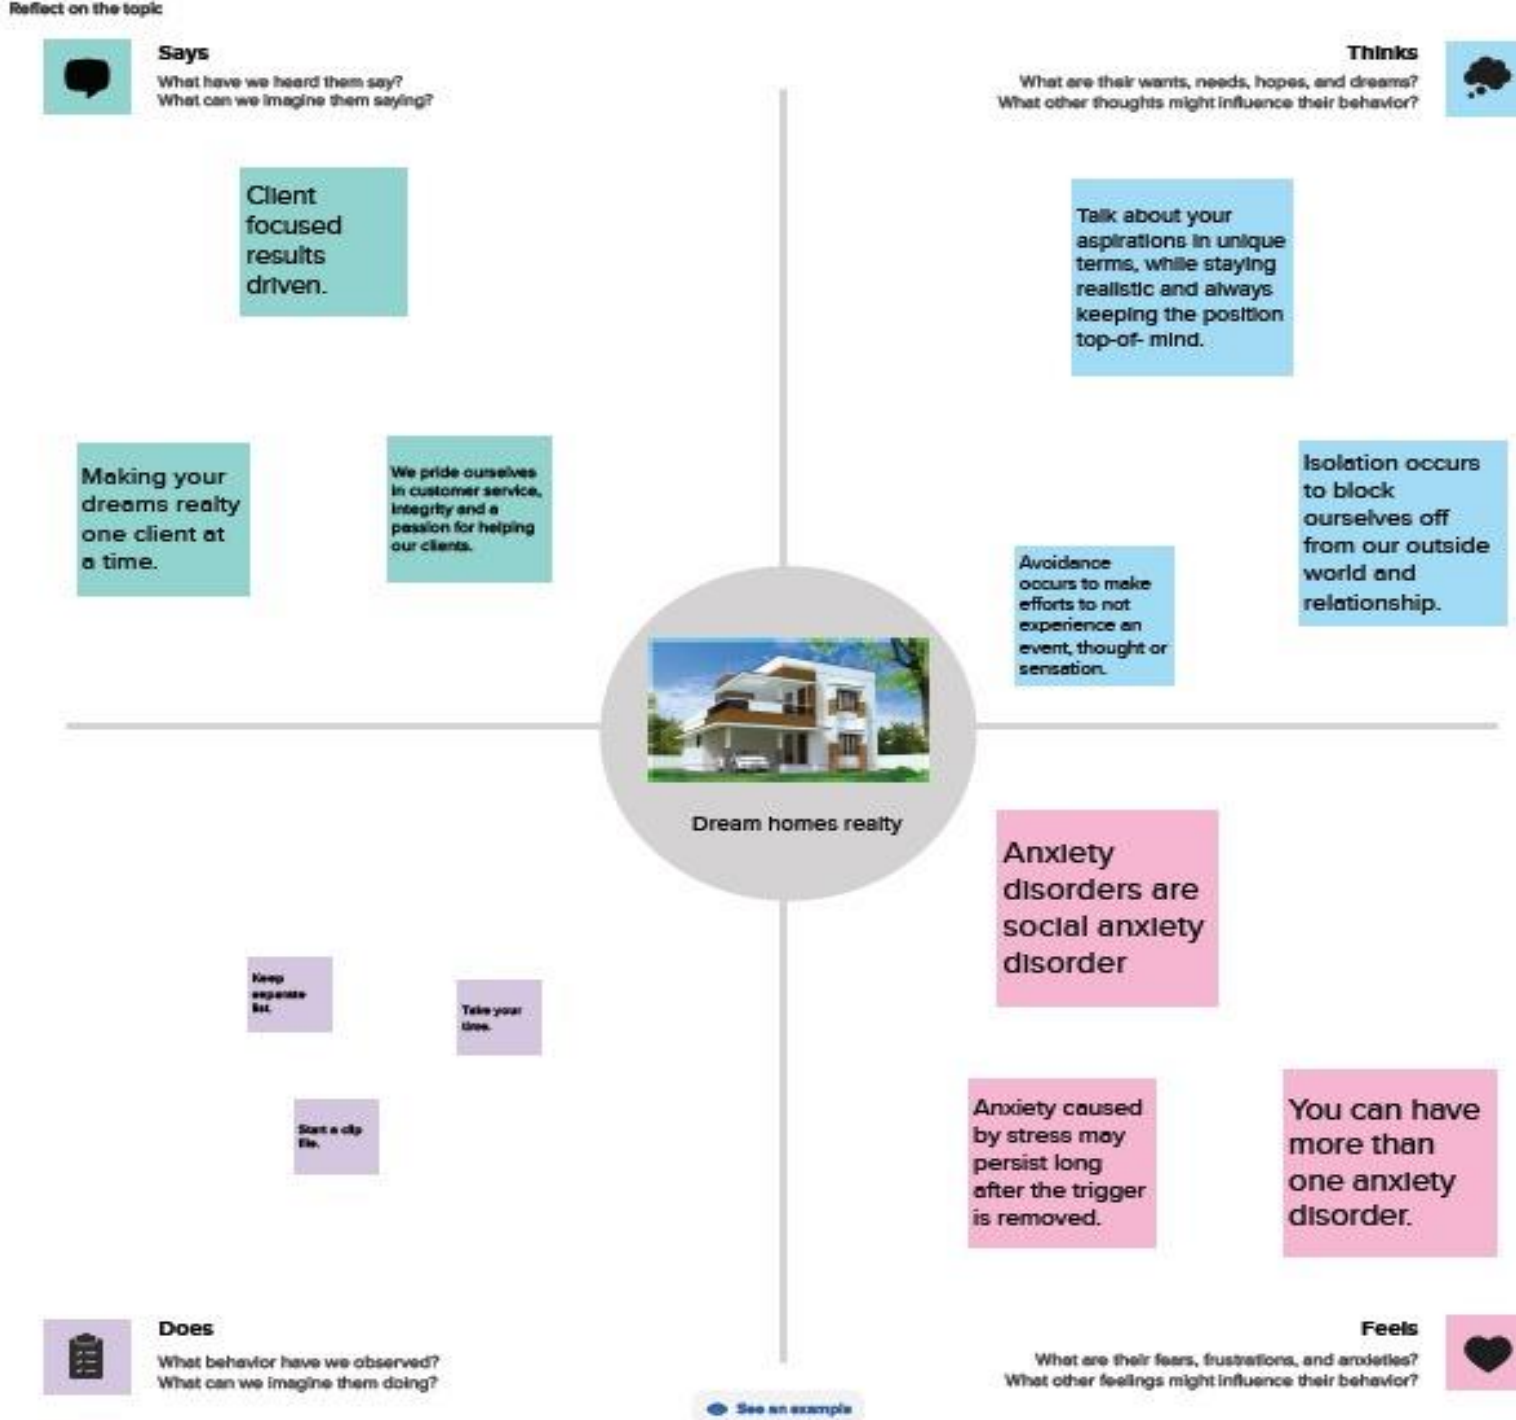 Reflect on the topic
Says
What have we heard them say?
What can we imagine them saying?
Thinks
What are their wants, needs, hopes, and dreams?
What other thoughts might influence their behavior?
Client
focused
results
driven.
Talk about your
aspirations in unique
terms, while staying
realistic and always
keeping the position
top-of- mind.
Making your
dreams realty
one client at
a time.
We pride ourselves
in customer service,
integrity and a
passion for helping
our clients.
Avoidance
occurs to make
efforts to not
experience an
event, thought or
sensation.
Isolation occurs
to block
ourselves off
from our outside
world and
relationship.
Dream homes realty
Keep
separate
list.
Take your
time.
Start a clip
file.
Anxiety
disorders are
social anxiety
disorder
Anxiety caused
by stress may
persist long
after the trigger
is removed.
You can have
more than
one anxiety
disorder.
Does
What behavior have we observed?
What can we imagine them doing?
Feels
What are their fears, frustrations, and anxieties?
What other feelings might influence their behavior?
See an example